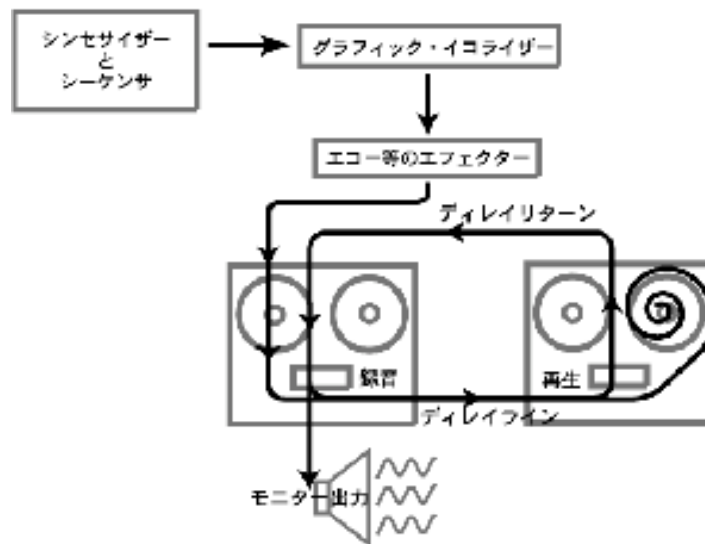 シンセサイザー
と
シーケンサ
グラフィック・イコライザー
エコー等のエフェクター
ディレイリターン
録音
再生
ディレイライン
モニター出力